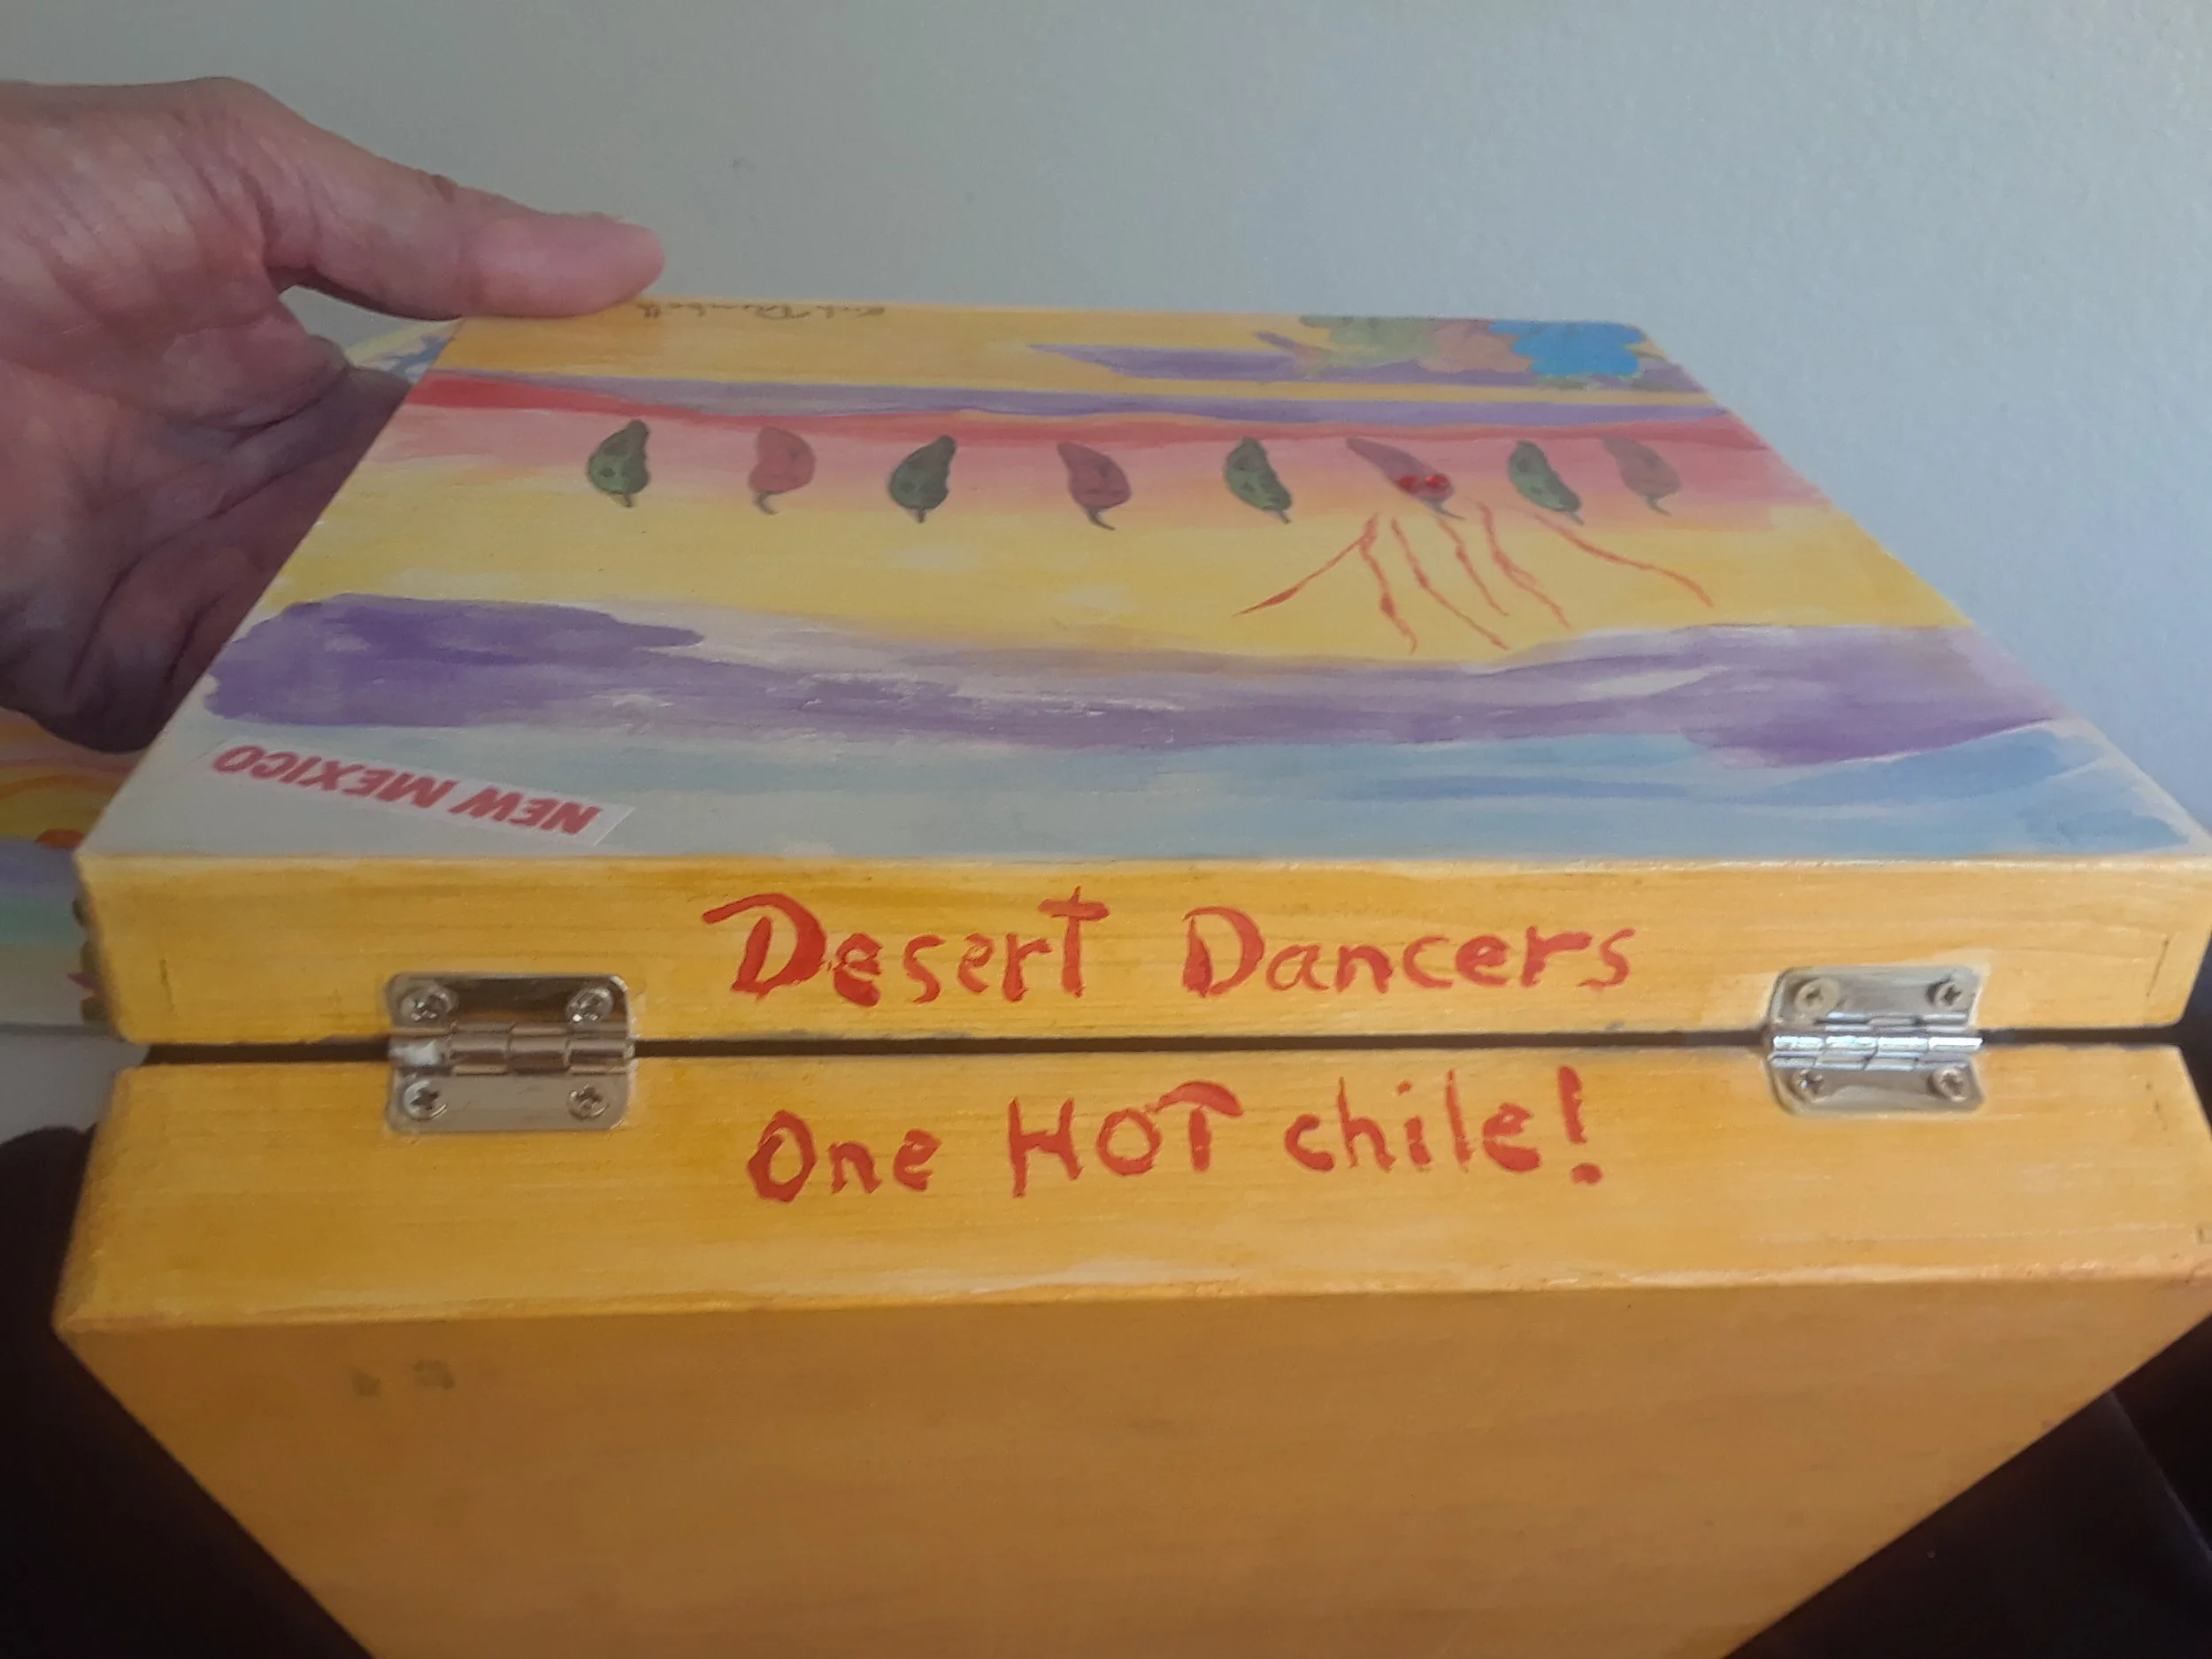 NEW MEXICO
Desert Dancers
One HOT chile!